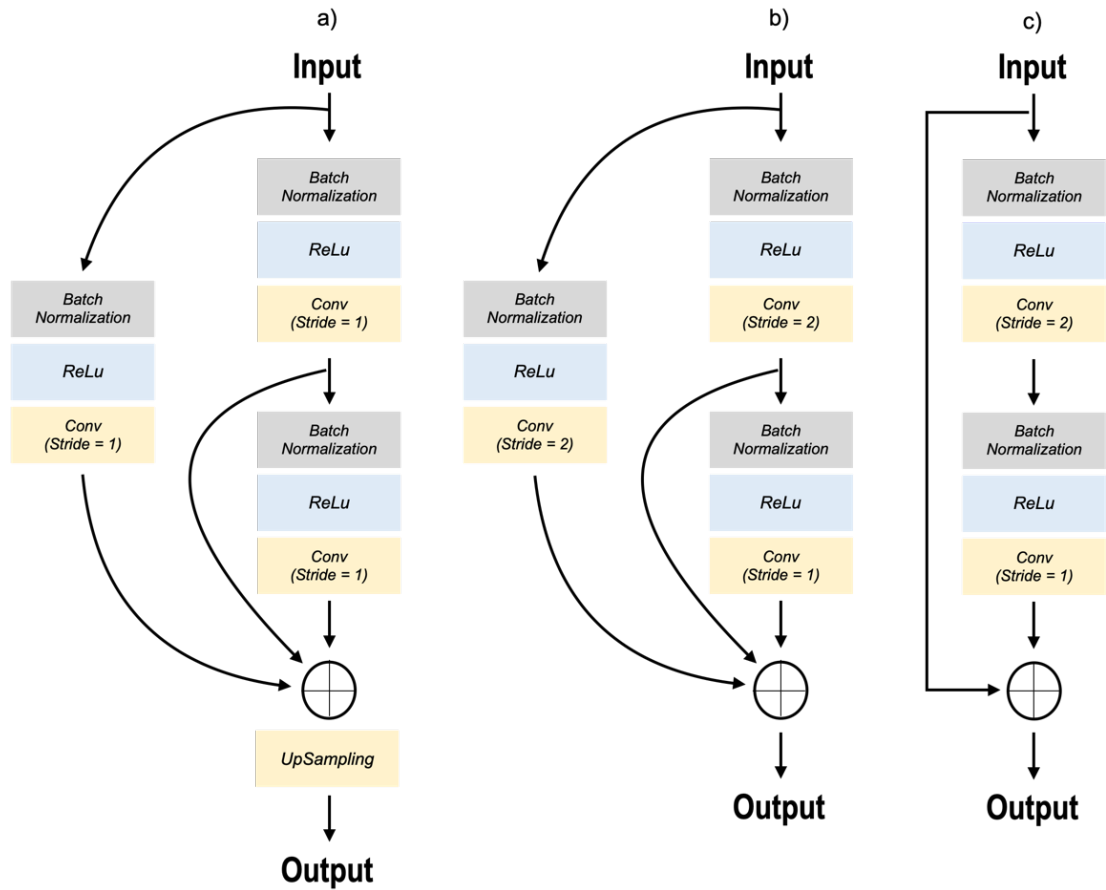 a)
Input
Batch
Normalization
ReLu
Conv
(Stride = 1)
Batch
Normalization
ReLu
Conv
(Stride = 1)
Batch
Normalization
ReLu
Conv
(Stride = 1)
UpSampling
Output
b)
Input
Batch
Normalization
ReLu
Conv
(Stride = 2)
Batch
Normalization
ReLu
Conv
(Stride = 2)
Batch
Normalization
ReLu
Conv
(Stride = 1)
Output
c)
Input
Batch
Normalization
ReLu
Conv
(Stride = 2)
Batch
Normalization
ReLu
Conv
(Stride = 1)
Output